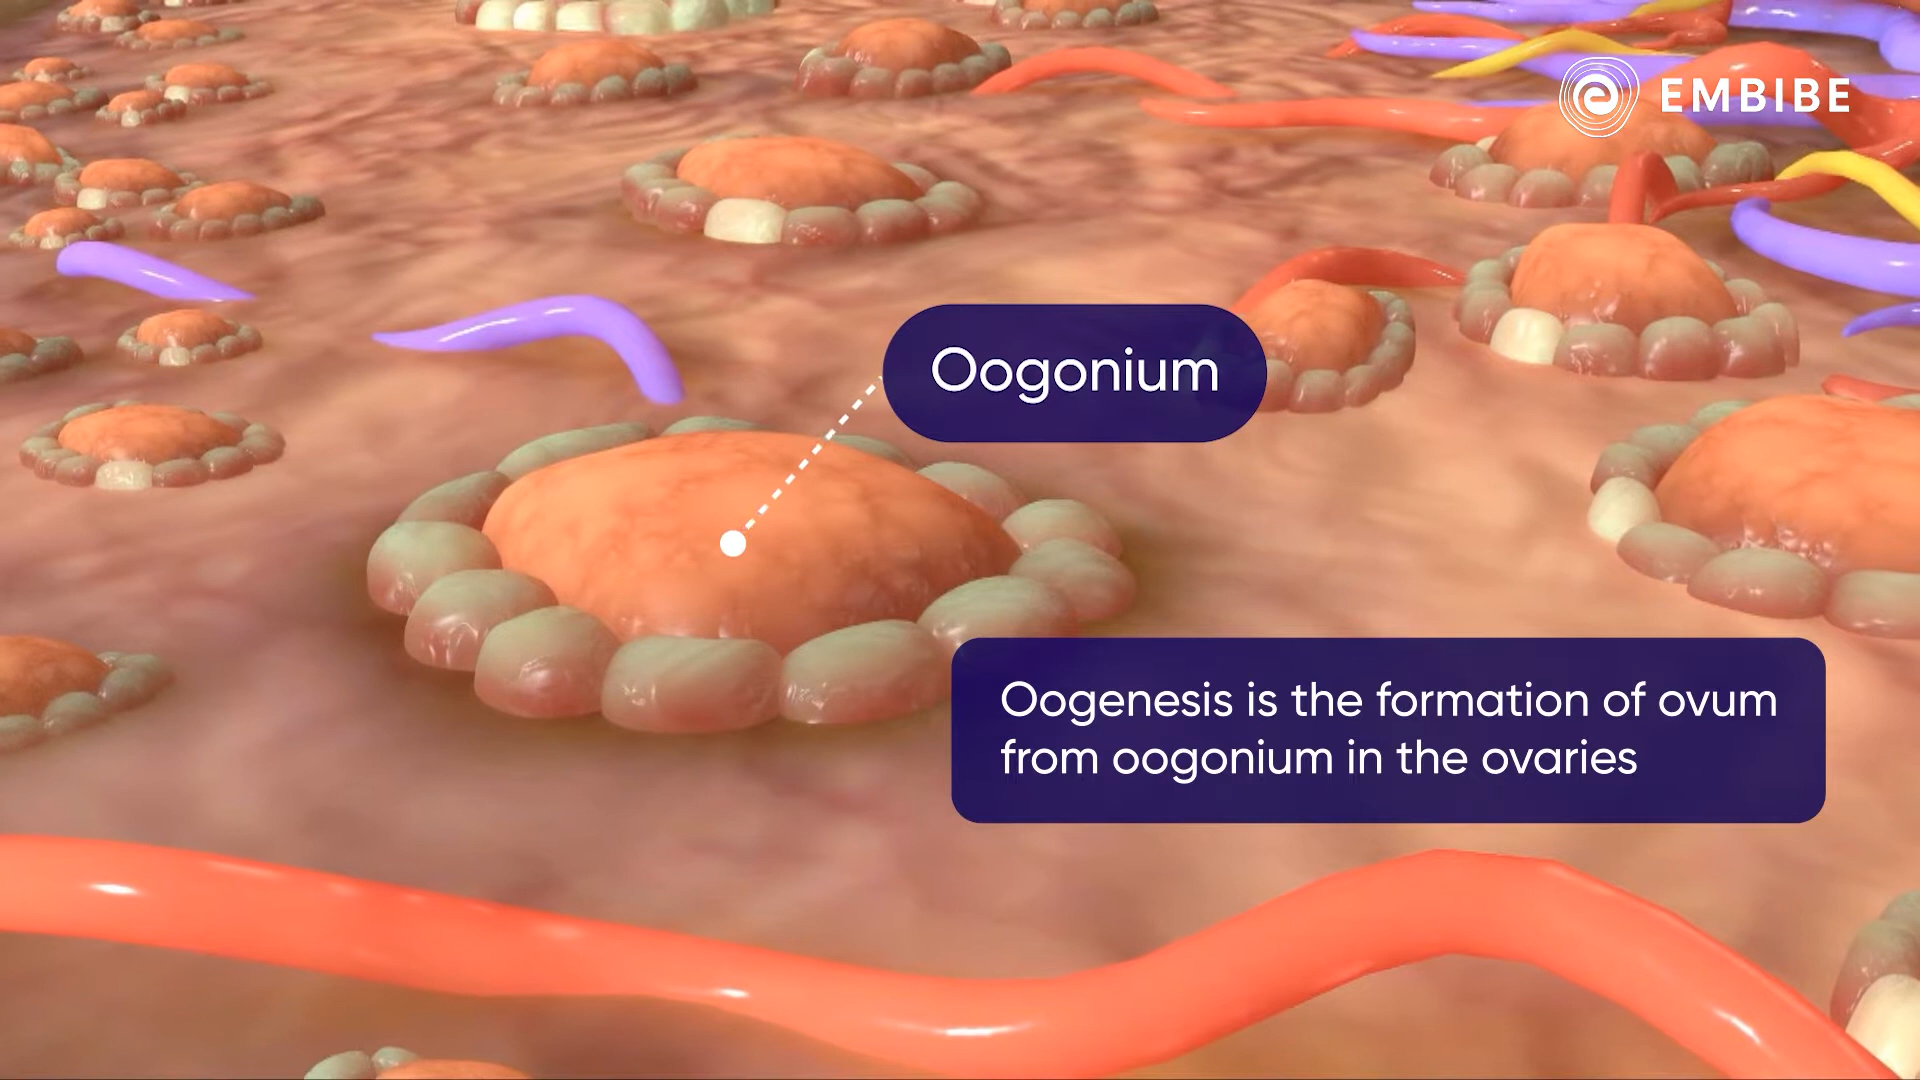 EMBIBE
Oogonium
Oogenesis is the formation of ovum
from oogonium in the ovaries